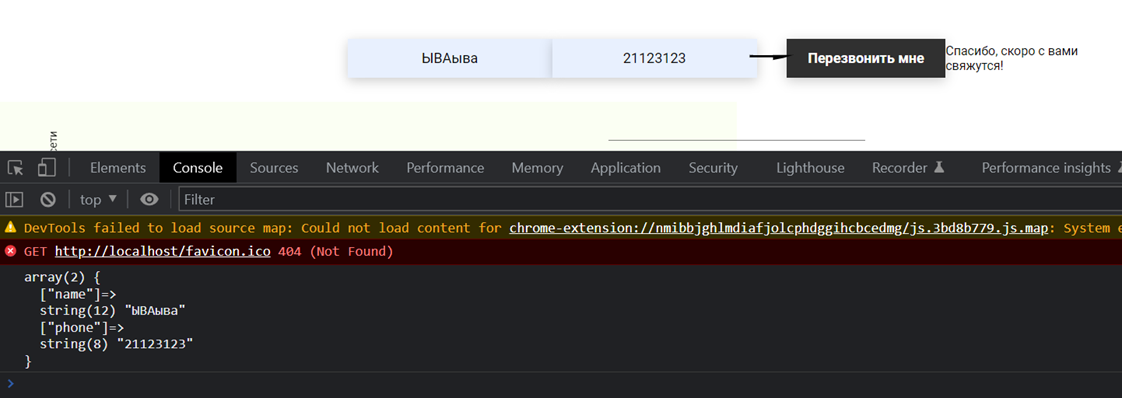 ЫВАыва
21123123
Перезвонить мне
Спасибо, скоро с вами
свяжутся!
сети
Elements Console Sources Network Performance Memory Application Security Lighthouse Recorder Performance insights
top ▼ Filter
DevTools failed to load source map: Could not load content for chrome-extension://nmibbjghlmdiafjolcphdggihcbcedmg/js.3bd8b779.js.map: System e
GET http://localhost/favicon.ico 404 (Not Found)
array(2) {
["name"]=>
string(12) "ЫВАыва"
["phone"]=>
string(8) "21123123"
}
>